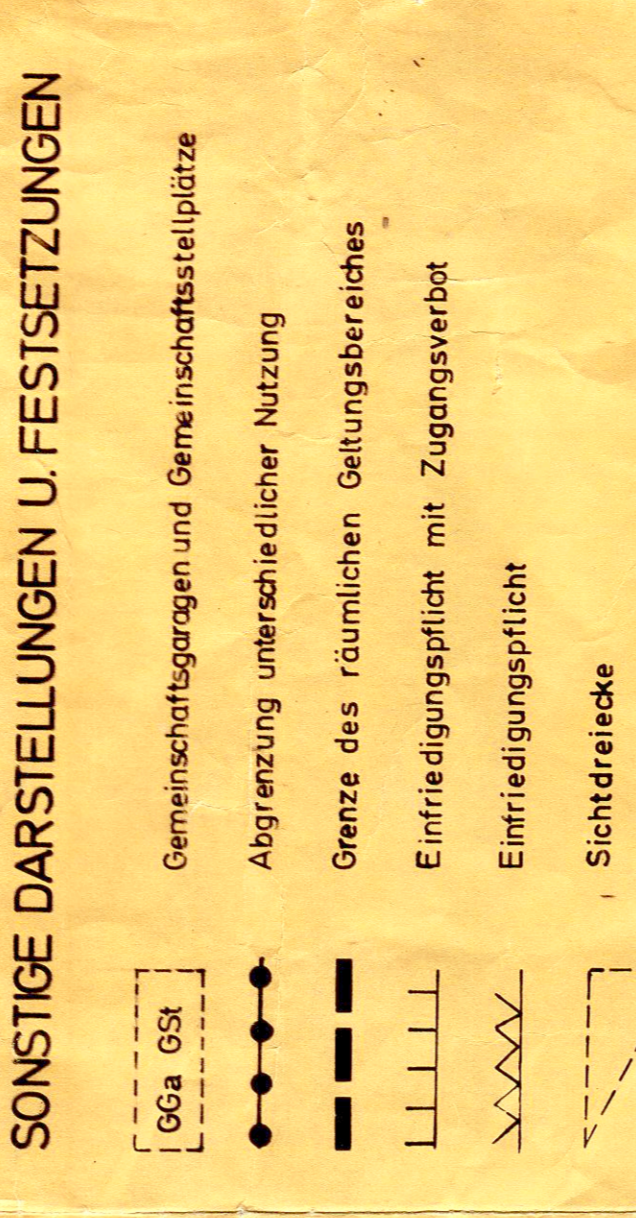 SONSTIGE DARSTELLUNGEN U. FESTSETZUNGEN
GGa GSt Gemeinschaftsgaragen und Gemeinschaftsstellplätze
Abgrenzung unterschiedlicher Nutzung
Grenze des räumlichen Geltungsbereiches
Einfriedigungspflicht mit Zugangsverbot
Einfriedigungspflicht
Sichtdreiecke